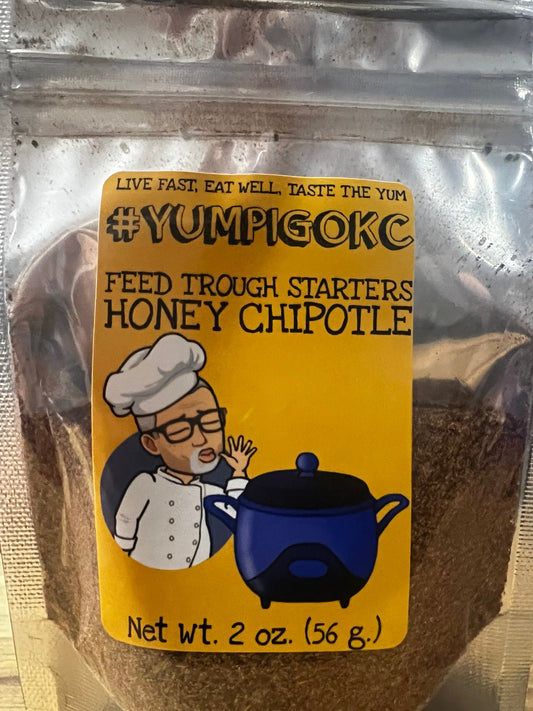 LIVE FAST, EAT WELL, TASTE THE YUM
#YUMPIGOKC
FEED TROUGH STARTERS
HONEY CHIPOTLE
Net wt. 2 oz. (56 g.)